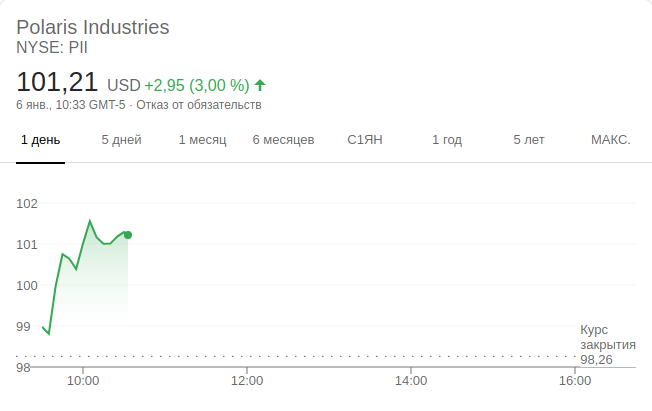 Polaris Industries
NYSE: PII
101,21 USD +2,95 (3,00 %)
6 янв., 10:33 GMT-5 · Отказ от обязательств
1 день 5 дней 1 месяц 6 месяцев С1ЯН 1 год 5 лет МАКС.
102
101
100
99
Курс
закрытия
98,26
98
10:00 12:00 14:00 16:00